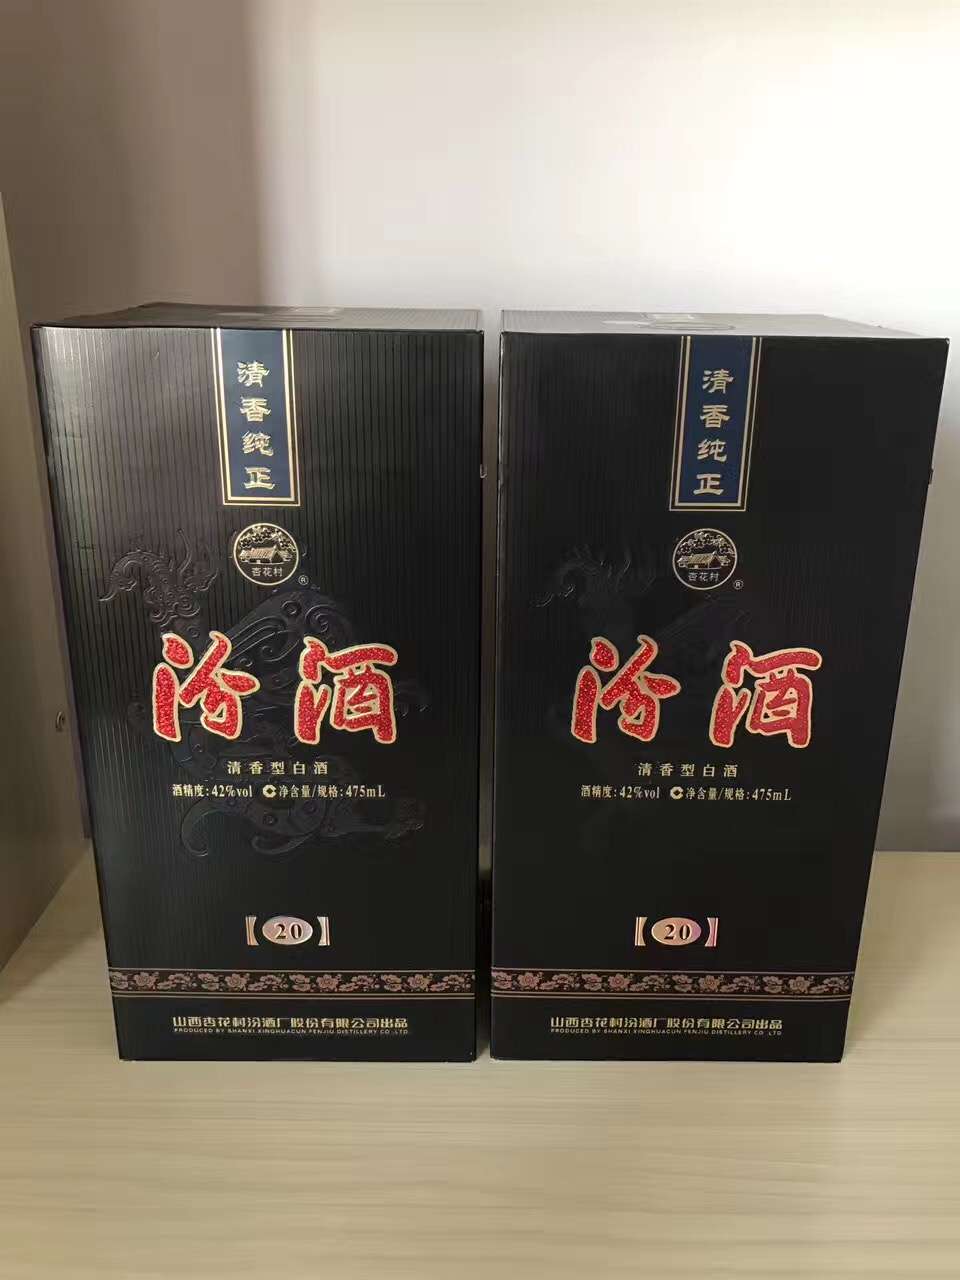 清香纯正
杏花村
®
汾酒
清香型白酒
酒精度:42%vol 净含量/规格:475mL
【20】
山西杏花村汾酒厂股份有限公司出品
PRODUCED BY SHANXI XINGHUACUN FENJIU DISTILLERY CO .LTD
清香纯正
杏花村
®
汾酒
清香型白酒
酒精度:42%vol 净含量/规格:475mL
【20】
山西杏花村汾酒厂股份有限公司出品
PRODUCED BY SHANXI XINGHUACUN FENJIU DISTILLERY CO .LTD